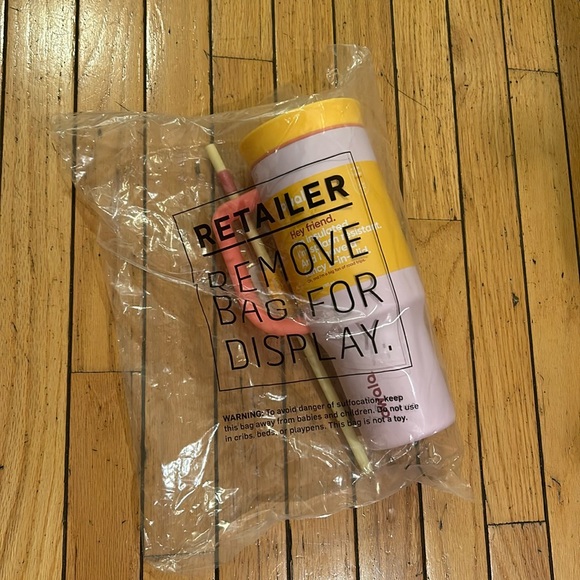 RETAILER
REMOVE
BAG FOR
DISPLAY.
Hey friend.
WARNING: To avoid danger of suffocation, keep
this bag away from babies and children. Do not use
in cribs, beds, or playpens. This bag is not a toy.